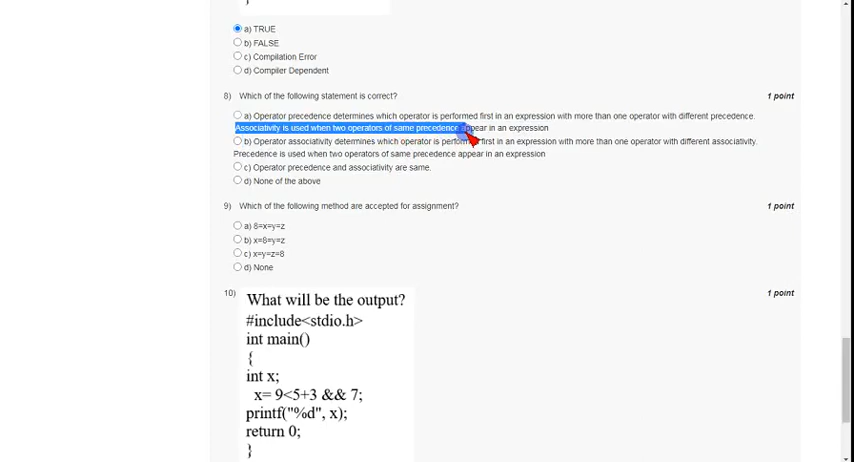 a) TRUE
b) FALSE
c) Compilation Error
d) Compiler Dependent
8) Which of the following statement is correct? 1 point
a) Operator precedence determines which operator is performed first in an expression with more than one operator with different precedence.
Associativity is used when two operators of same precedence appear in an expression
b) Operator associativity determines which operator is performed first in an expression with more than one operator with different associativity.
Precedence is used when two operators of same precedence appear in an expression
c) Operator precedence and associativity are same.
d) None of the above
9) Which of the following method are accepted for assignment? 1 point
a) 8=x=y=z
b) x=8=y=z
c) x=y=z=8
d) None
10) What will be the output? 1 point
#include<stdio.h>
int main()
{
int x;
x= 9<5+3 && 7;
printf("%d", x);
return 0;
}